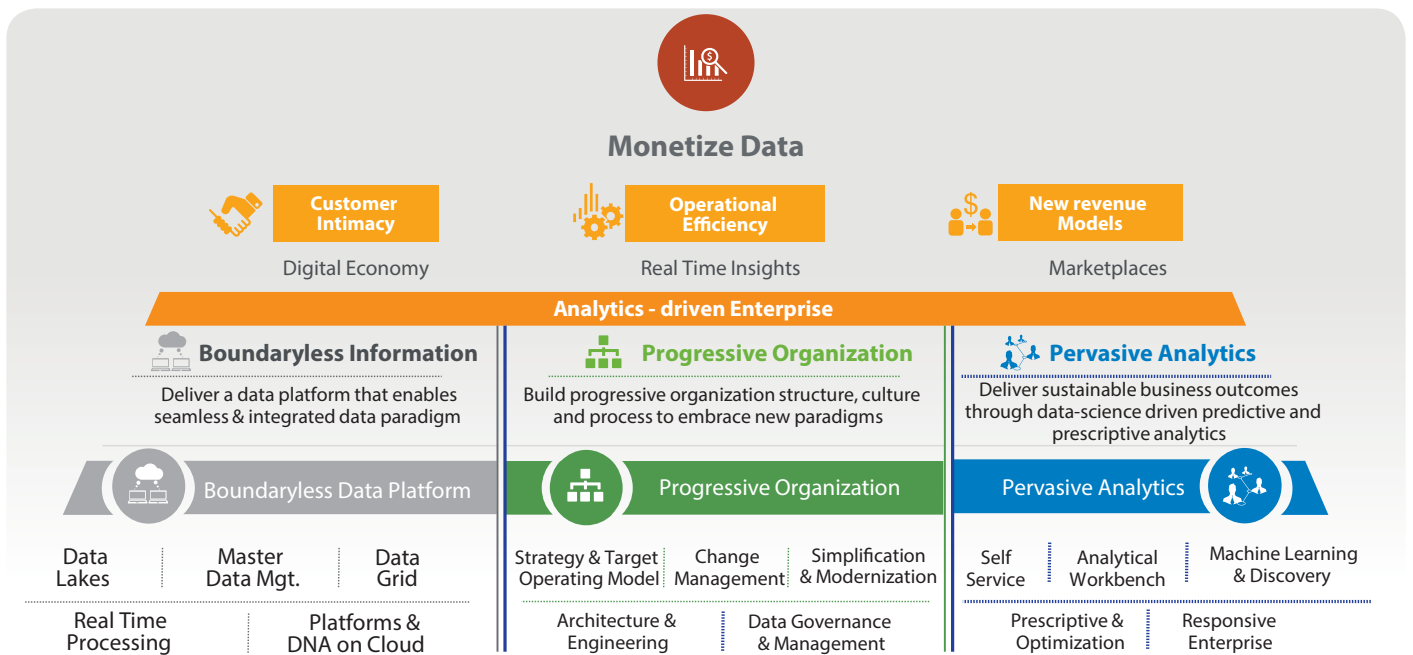 Monetize Data
Customer
Intimacy
Operational
Efficiency
New revenue
Models
Digital Economy
Real Time Insights
Marketplaces
Analytics - driven Enterprise
Boundaryless Information
Deliver a data platform that enables
seamless & integrated data paradigm
Progressive Organization
Build progressive organization structure, culture
and process to embrace new paradigms
Pervasive Analytics
Deliver sustainable business outcomes
through data-science driven predictive and
prescriptive analytics
Boundaryless Data Platform
Progressive Organization
Pervasive Analytics
Data
Lakes
Master
Data Mgt.
Data
Grid
Real Time
Processing
Platforms &
DNA on Cloud
Strategy & Target
Operating Model
Change
Management
Simplification
& Modernization
Architecture &
Engineering
Data Governance
& Management
Self
Service
Analytical
Workbench
Machine Learning
& Discovery
Prescriptive &
Optimization
Responsive
Enterprise